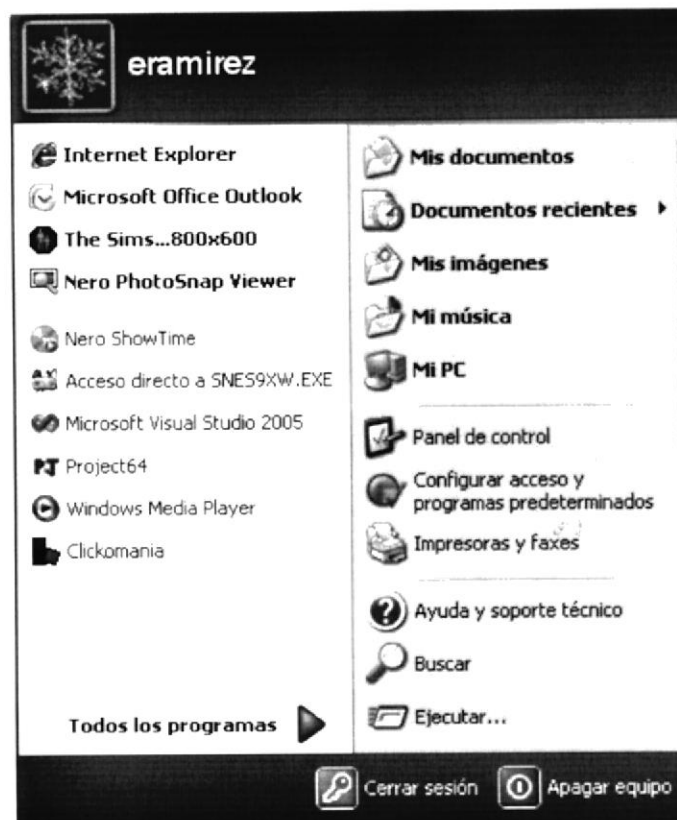 eramirez
Internet Explorer
Microsoft Office Outlook
The Sims...800x600
Nero PhotoSnap Viewer
Nero ShowTime
Acceso directo a SNES9XW.EXE
Microsoft Visual Studio 2005
Project64
Windows Media Player
Clickomania
Todos los programas
Mis documentos
Documentos recientes
Mis imágenes
Mi música
Mi PC
Panel de control
Configurar acceso y
programas predeterminados
Impresoras y faxes
Ayuda y soporte técnico
Buscar
Ejecutar...
Cerrar sesión
Apagar equipo